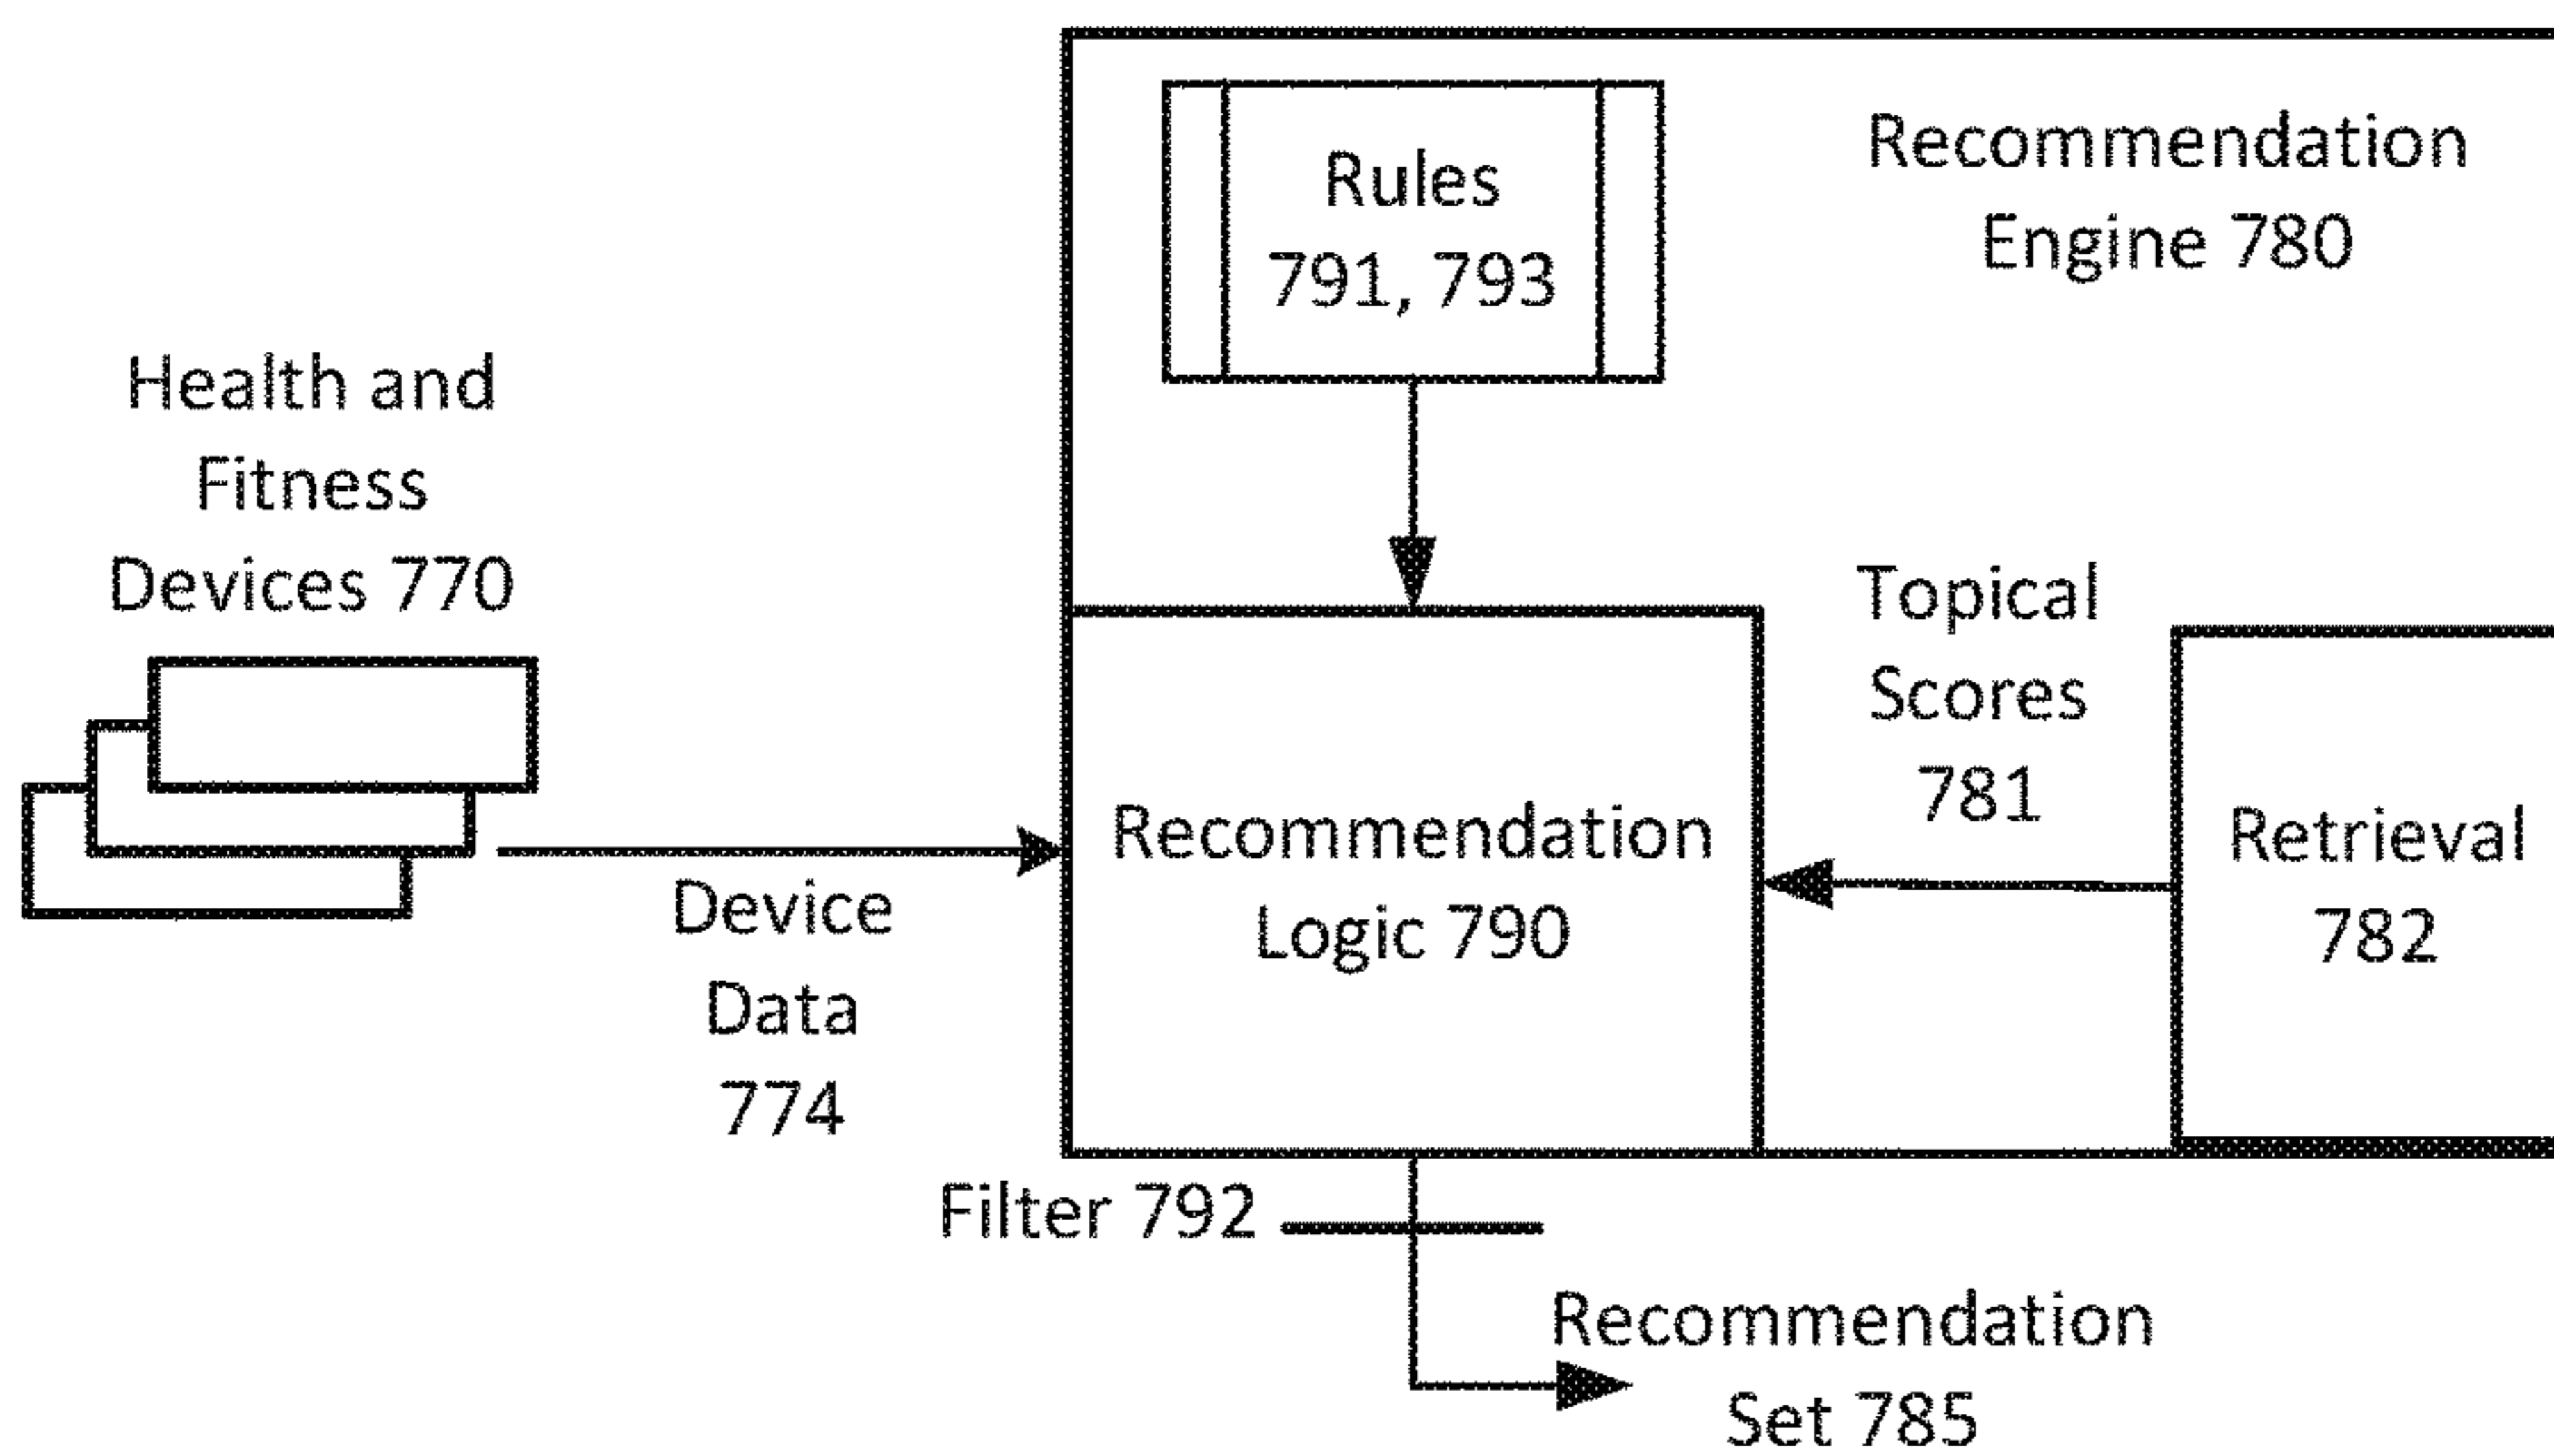 Rules
791, 793
Recommendation
Engine 780
Health and
Fitness
Devices 770
Topical
Scores
781
Recommendation
Logic 790
Retrieval
782
Device
Data
774
Filter 792
Recommendation
Set 785